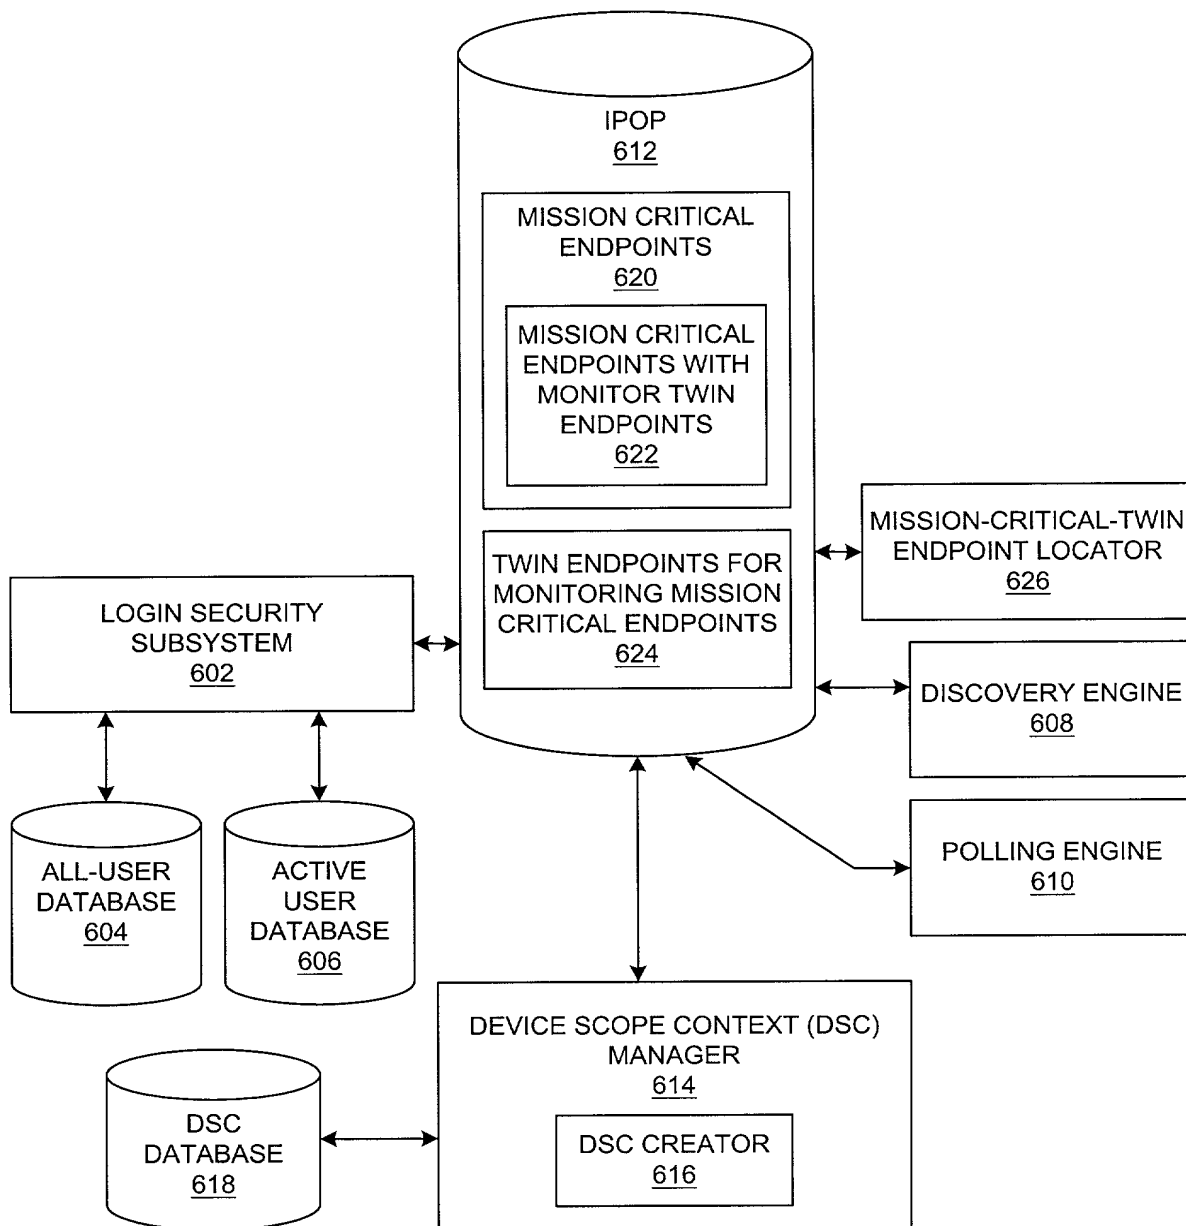 IPOP
612
MISSION CRITICAL
ENDPOINTS
620
MISSION CRITICAL
ENDPOINTS WITH
MONITOR TWIN
ENDPOINTS
622
TWIN ENDPOINTS FOR
MONITORING MISSION
CRITICAL ENDPOINTS
624
MISSION-CRITICAL-TWIN
ENDPOINT LOCATOR
626
LOGIN SECURITY
SUBSYSTEM
602
DISCOVERY ENGINE
608
ALL-USER
DATABASE
604
ACTIVE
USER
DATABASE
606
POLLING ENGINE
610
DEVICE SCOPE CONTEXT (DSC)
MANAGER
614
DSC CREATOR
616
DSC
DATABASE
618